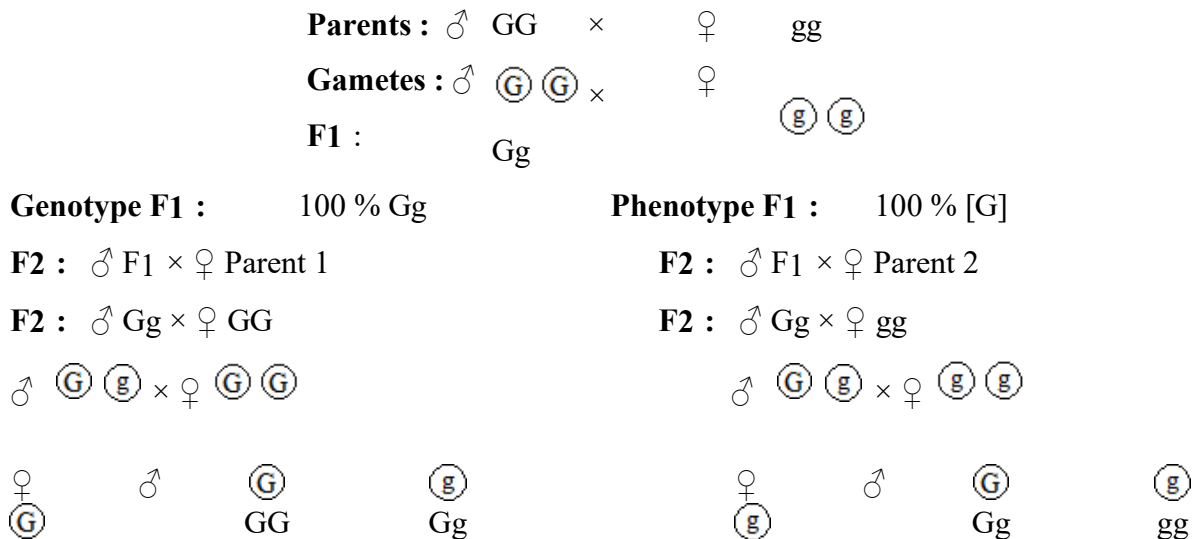 Parents : ♂ GG × ♀ gg
Gametes : ♂ G G × ♀ g g
F1 : Gg
Genotype F1 : 100 % Gg Phenotype F1 : 100 % [G]
F2 : ♂ F1 × ♀ Parent 1 F2 : ♂ F1 × ♀ Parent 2
F2 : ♂ Gg × ♀ GG F2 : ♂ Gg × ♀ gg
♂ G g × ♀ G G ♂ G g × ♀ g g
♀ ♂ G g ♀ ♂ G g
G GG Gg g Gg gg